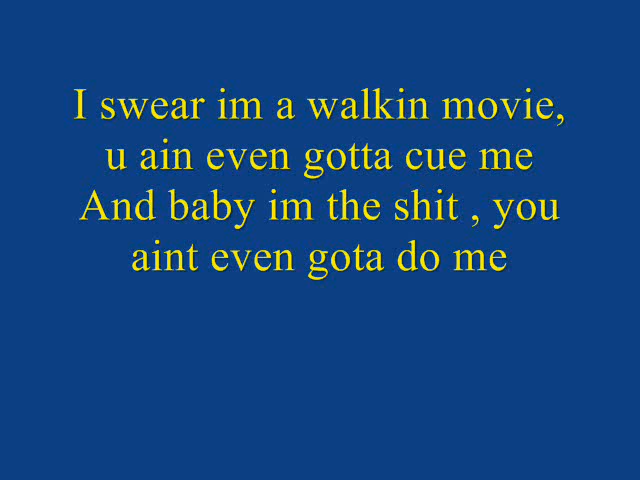 I swear im a walkin movie,
u ain even gotta cue me
And baby im the shit , you
aint even gota do me